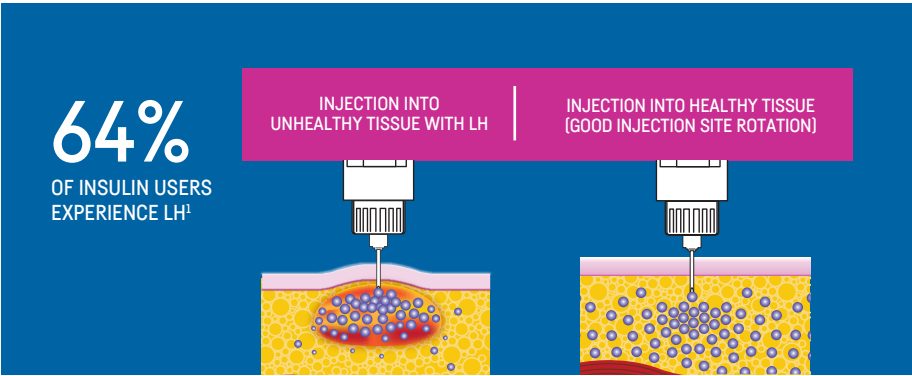 64%
OF INSULIN USERS
EXPERIENCE LH¹
INJECTION INTO
UNHEALTHY TISSUE WITH LH
INJECTION INTO HEALTHY TISSUE
(GOOD INJECTION SITE ROTATION)